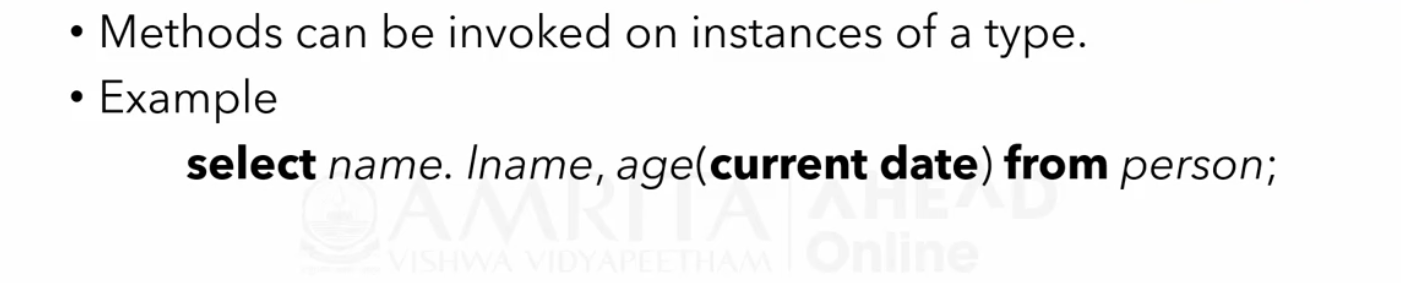 • Methods can be invoked on instances of a type.
• Example
select name. lname, age(current date) from person;
AMRITA AHEAD
VISHWA VIDYAPEETHAM Online